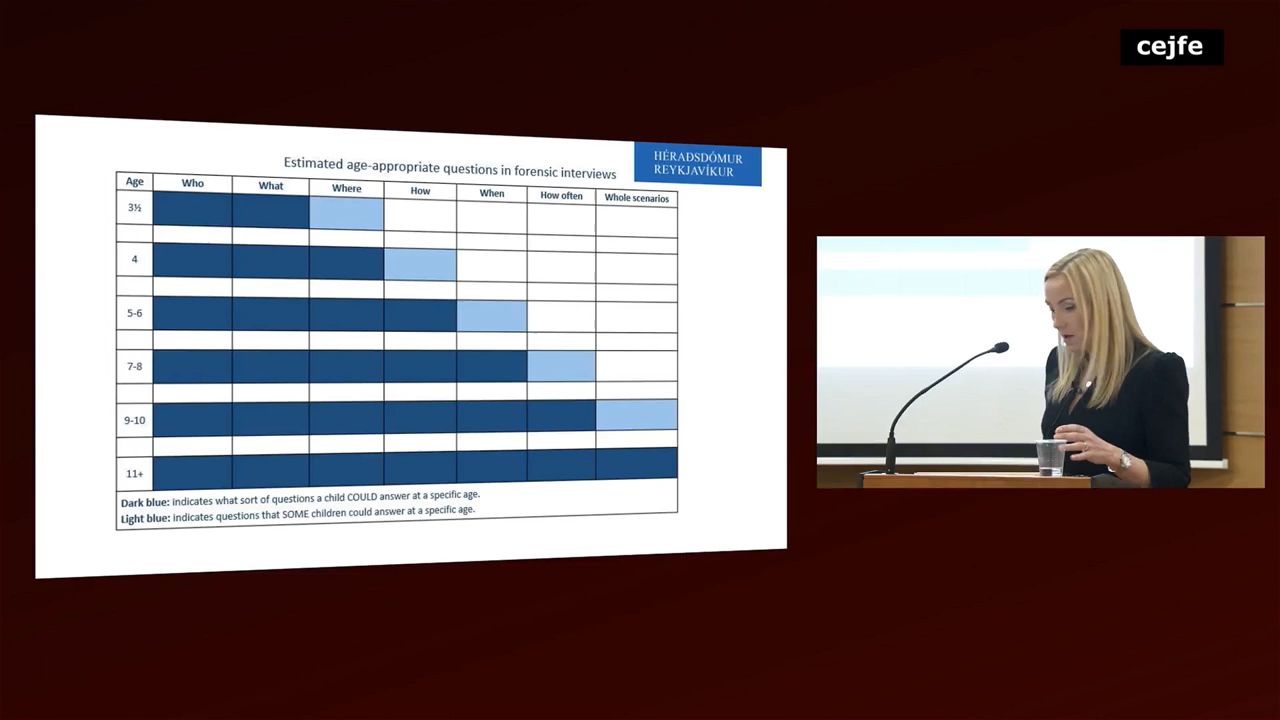 cejfe
HÉRAÐSDÓMUR
REYKJAVÍKUR
Estimated age-appropriate questions in forensic interviews
Age Who What Where How When How often Whole scenarios
3½
4
5-6
7-8
9-10
11+
Dark blue: indicates what sort of questions a child COULD answer at a specific age.
Light blue: indicates questions that SOME children could answer at a specific age.